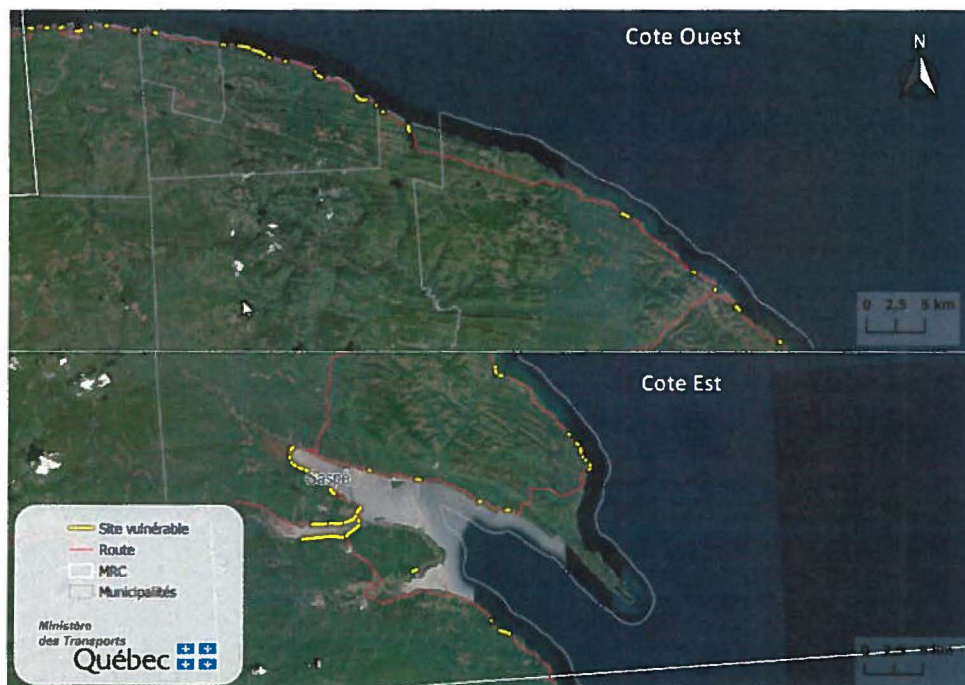 Cote Ouest
N
0 2,5 5 km
Cote Est
Gaspé
Site vulnérable
Route
MRC
Municipalités
Ministère
des Transports
Québec